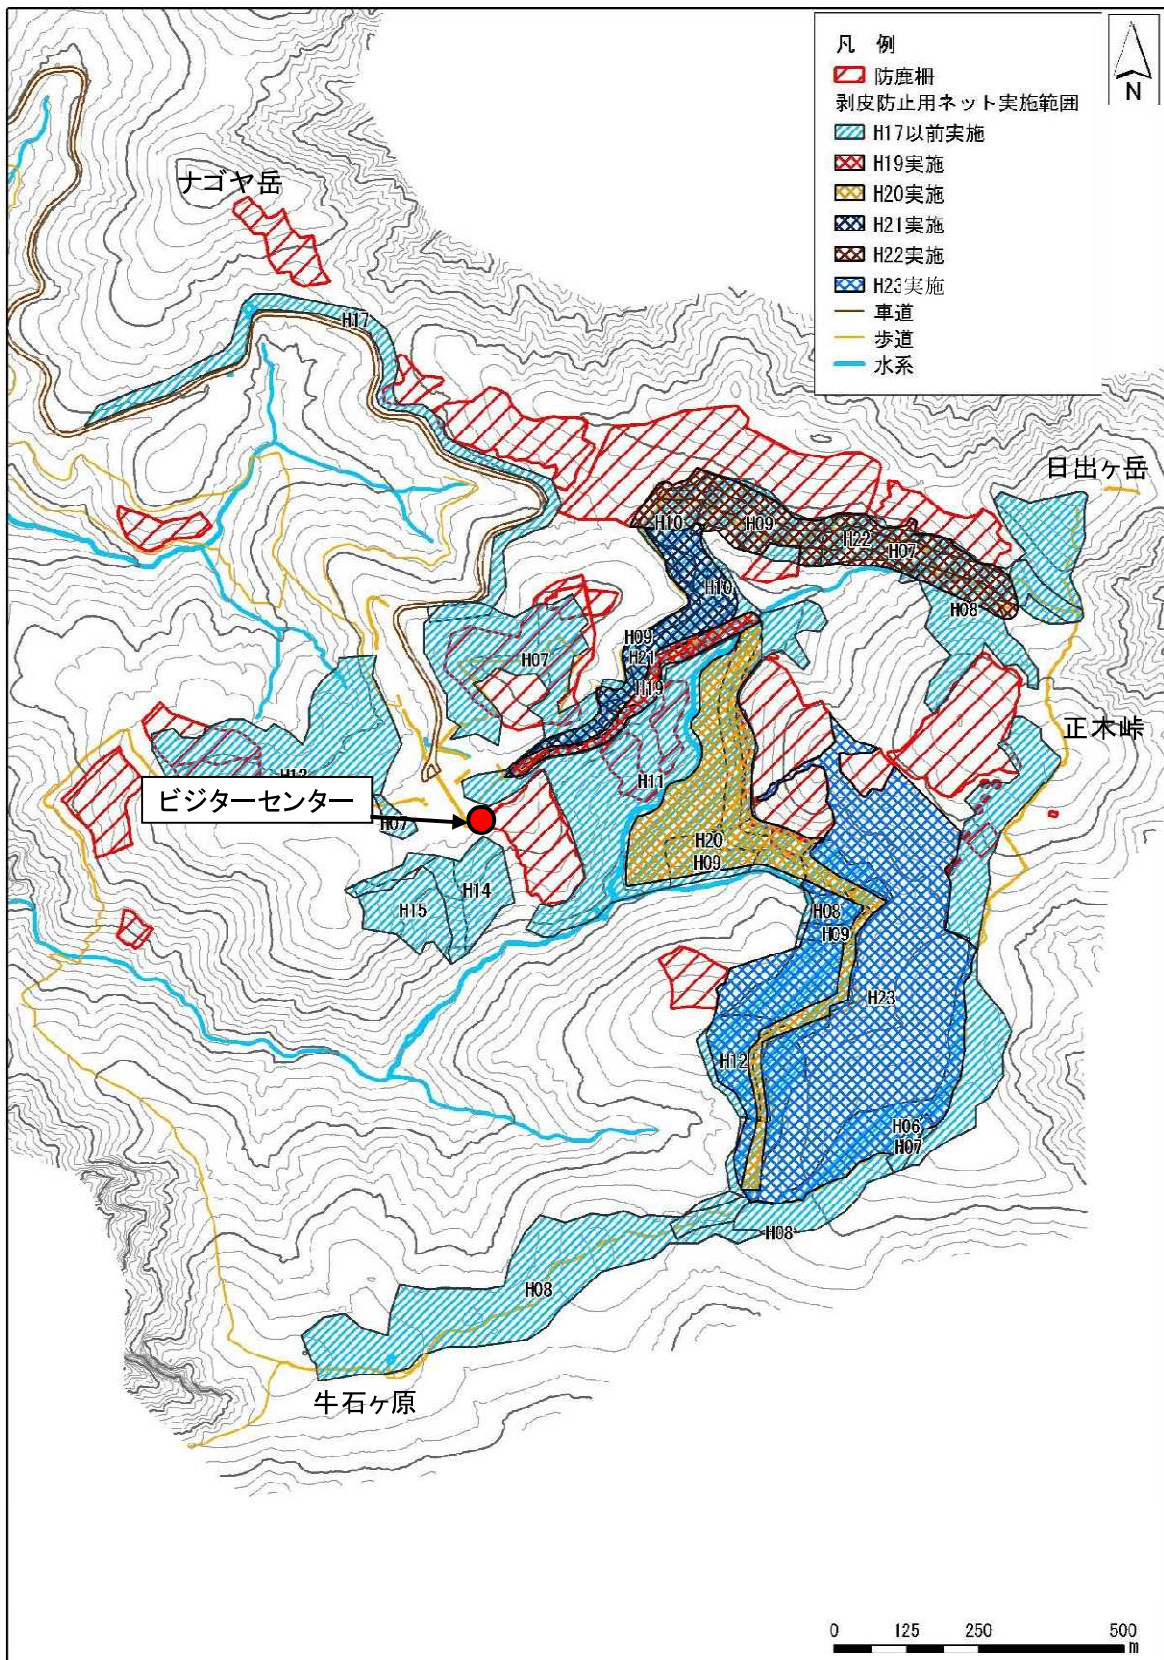 凡 例
防鹿柵
剥皮防止用ネット実施範囲
H17以前実施
H19実施
H20実施
H21実施
H22実施
H23実施
車道
歩道
水系
N
ナゴヤ岳
H17
日出ヶ岳
H10
H09
H22
H07
H10
H08
H09
H21
H07
H19
正木峠
H11
ビジターセンター
H07
H20
H09
H14
H15
H08
H09
H23
H12
H06
H07
H08
H08
牛石ヶ原
0 125 250 500
m